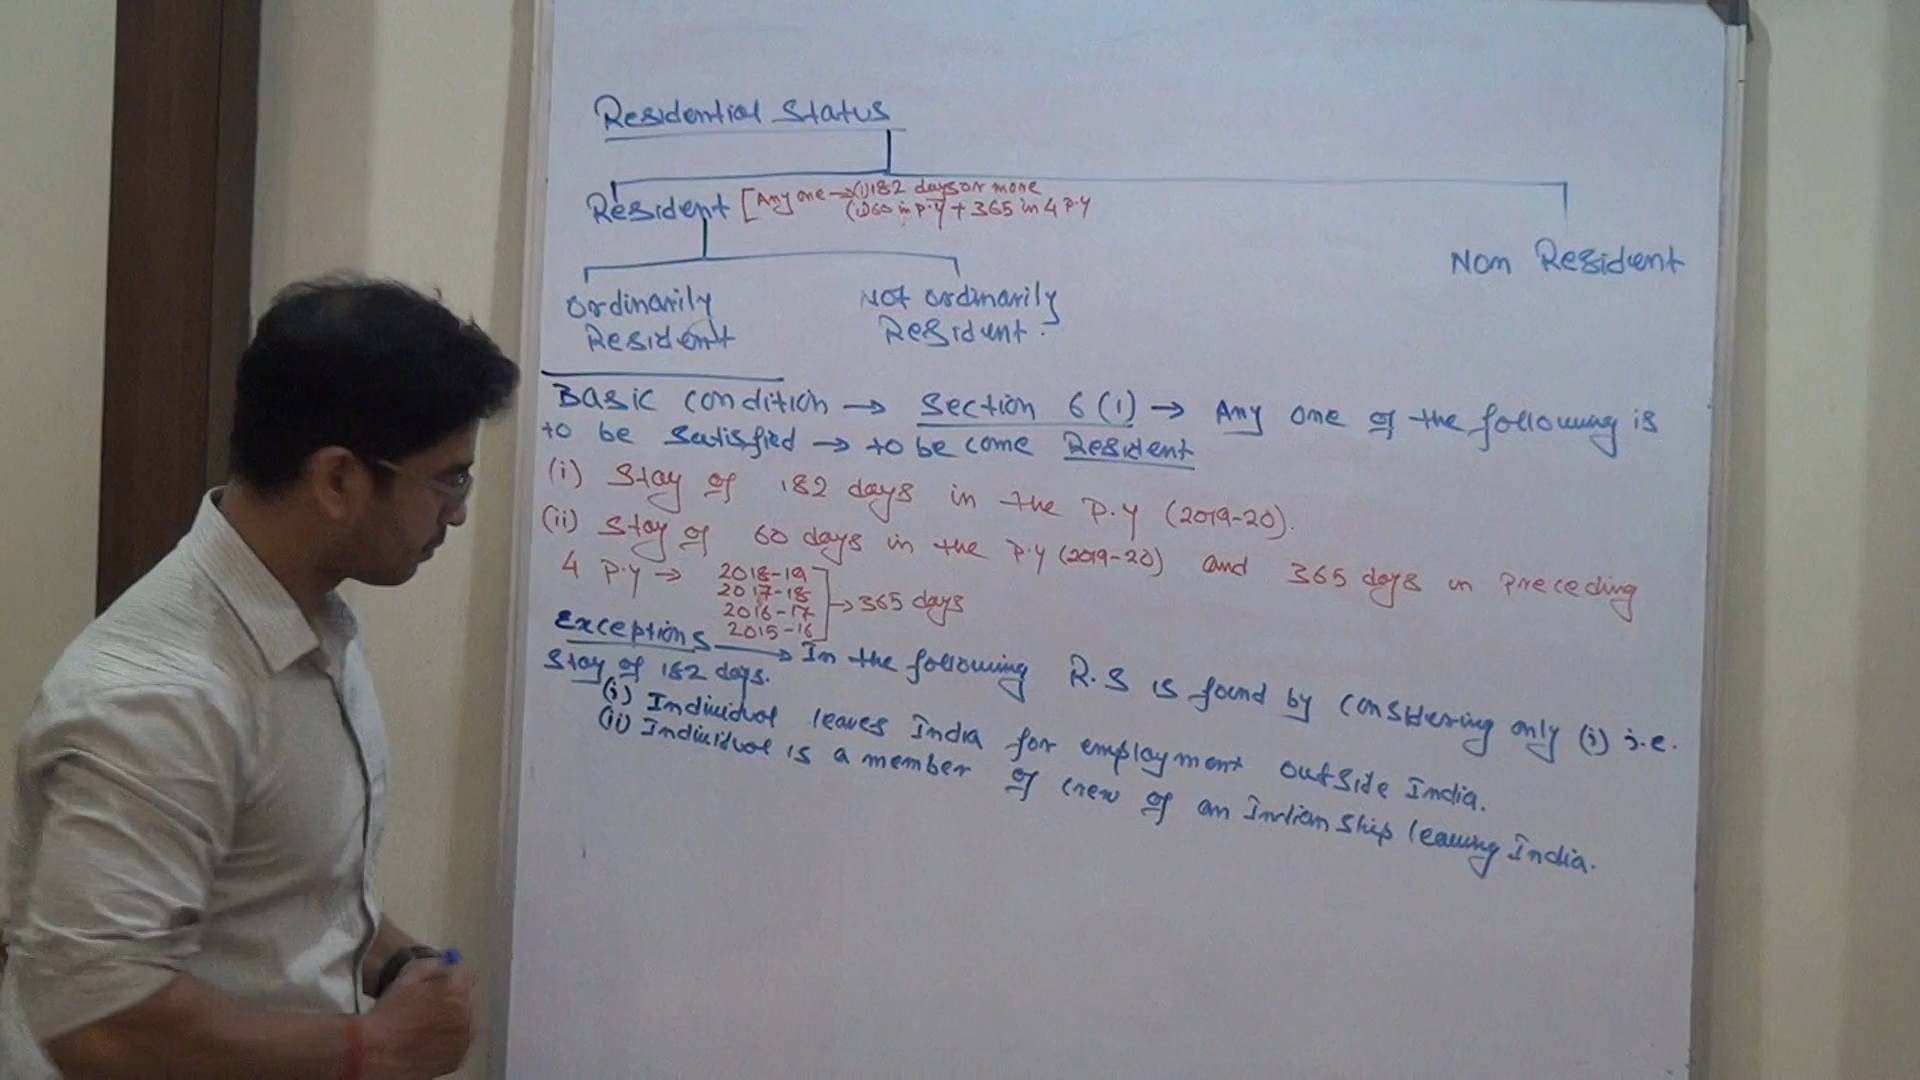 Residential Status
Resident [Any one → (i) 182 days or more
(ii) 60 in p.y + 365 in 4 p.y
Non Resident
Ordinarily Resident
Not ordinarily Resident.
Basic condition → Section 6(1) → Any one of the following is
to be satisfied → to be come Resident
(i) Stay of 182 days in the P.Y (2019-20).
(ii) Stay of 60 days in the P.Y (2019-20) and 365 days in preceding
4 P.Y → 2018-19
2017-18
2016-17
2015-16
→ 365 days
Exceptions → In the following R.S is found by considering only (i) i.e.
Stay of 182 days.
(i) Individual leaves India for employment outside India.
(ii) Individual is a member of crew of an Indian Ship leaving India.